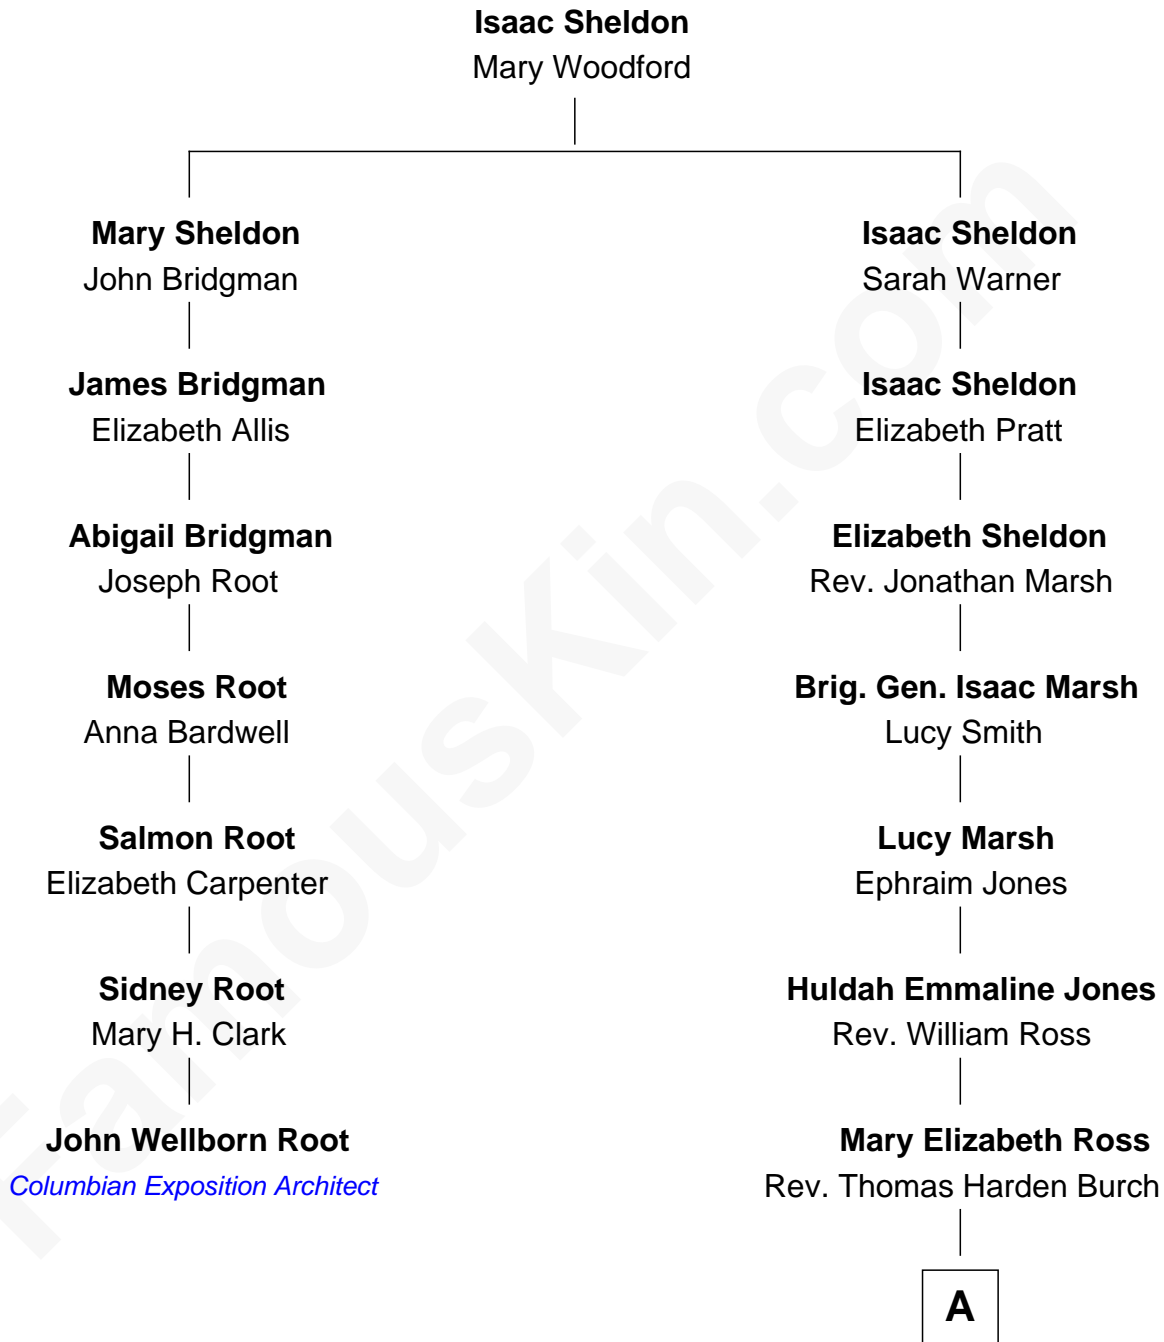 Isaac Sheldon
Mary Woodford
Mary Sheldon
John Bridgman
Isaac Sheldon
Sarah Warner
James Bridgman
Elizabeth Allis
Isaac Sheldon
Elizabeth Pratt
Abigail Bridgman
Joseph Root
Elizabeth Sheldon
Rev. Jonathan Marsh
Moses Root
Anna Bardwell
Brig. Gen. Isaac Marsh
Lucy Smith
Salmon Root
Elizabeth Carpenter
Lucy Marsh
Ephraim Jones
Sidney Root
Mary H. Clark
Huldah Emmaline Jones
Rev. William Ross
John Wellborn Root
Columbian Exposition Architect
Mary Elizabeth Ross
Rev. Thomas Harden Burch
A
FamousKin.com